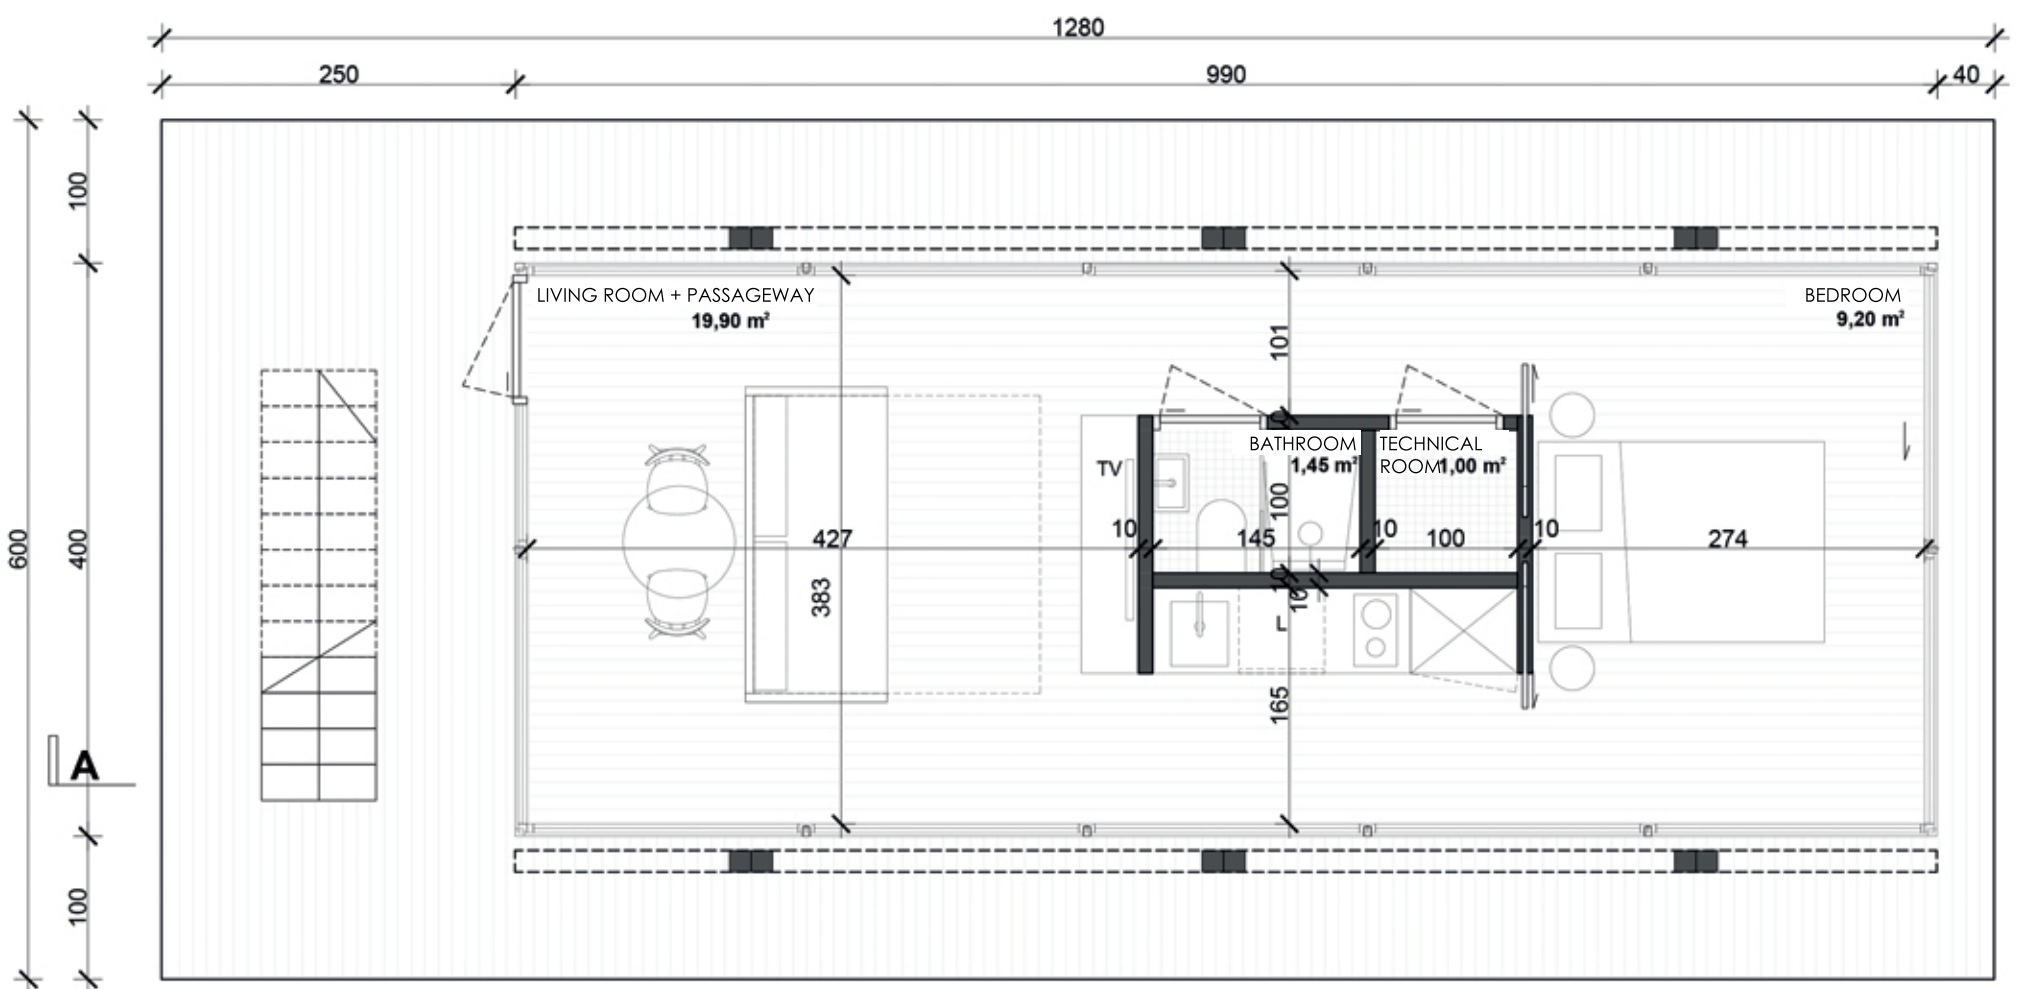 1280
250
990
40
100
LIVING ROOM + PASSAGEWAY
19,90 m²
BEDROOM
9,20 m²
101
BATHROOM
1,45 m²
TECHNICAL
ROOM
1,00 m²
TV
100
10
145
10
100
10
427
274
600
400
383
10
10
165
A
100